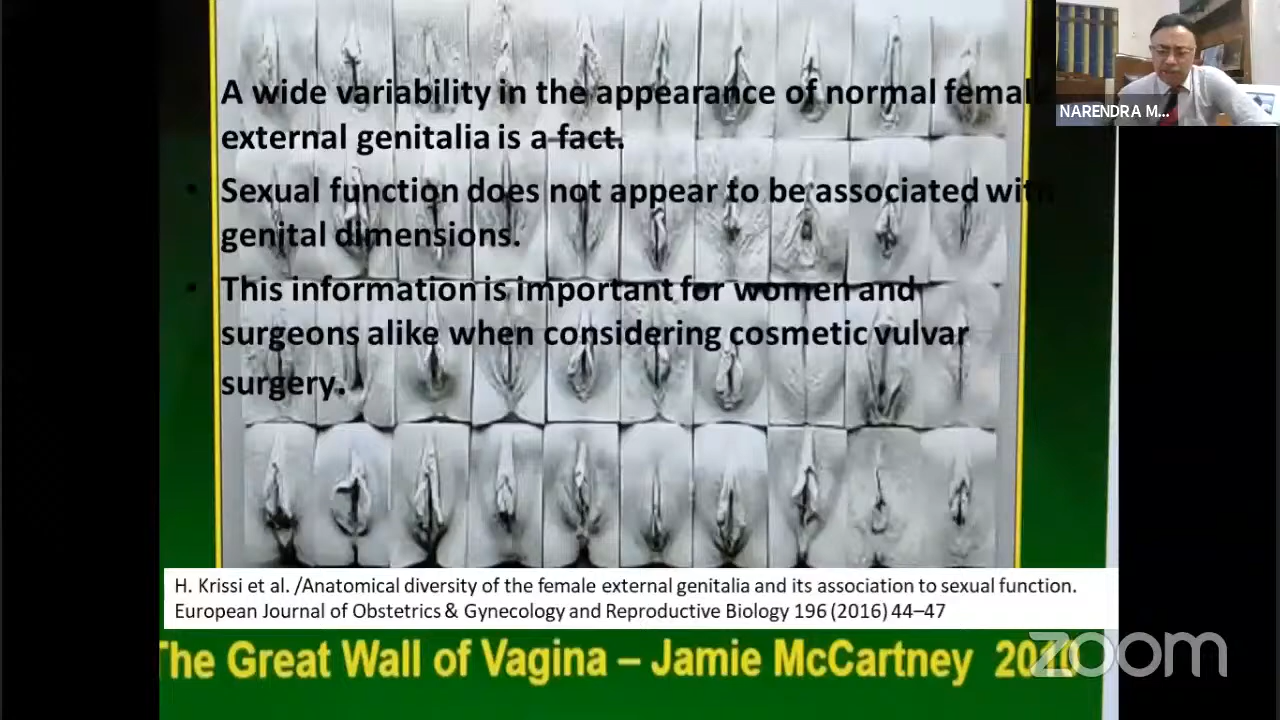 NARENDRA M...
A wide variability in the appearance of normal female
external genitalia is a fact.
• Sexual function does not appear to be associated with
genital dimensions.
• This information is important for women and
surgeons alike when considering cosmetic vulvar
surgery.
H. Krissi et al. /Anatomical diversity of the female external genitalia and its association to sexual function.
European Journal of Obstetrics & Gynecology and Reproductive Biology 196 (2016) 44–47
The Great Wall of Vagina – Jamie McCartney
zoom